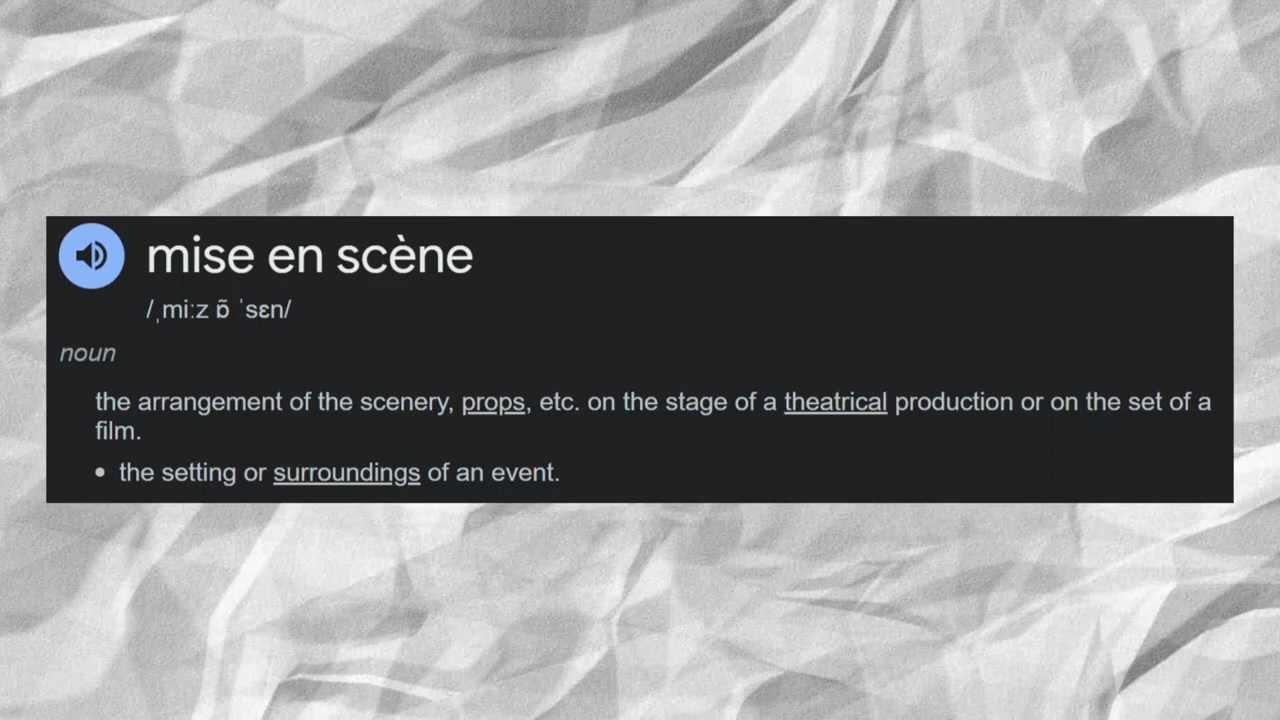 mise en scène
/ˌmiːz ɒ̃ ˈsɛn/
noun
the arrangement of the scenery, props, etc. on the stage of a theatrical production or on the set of a
film.
• the setting or surroundings of an event.